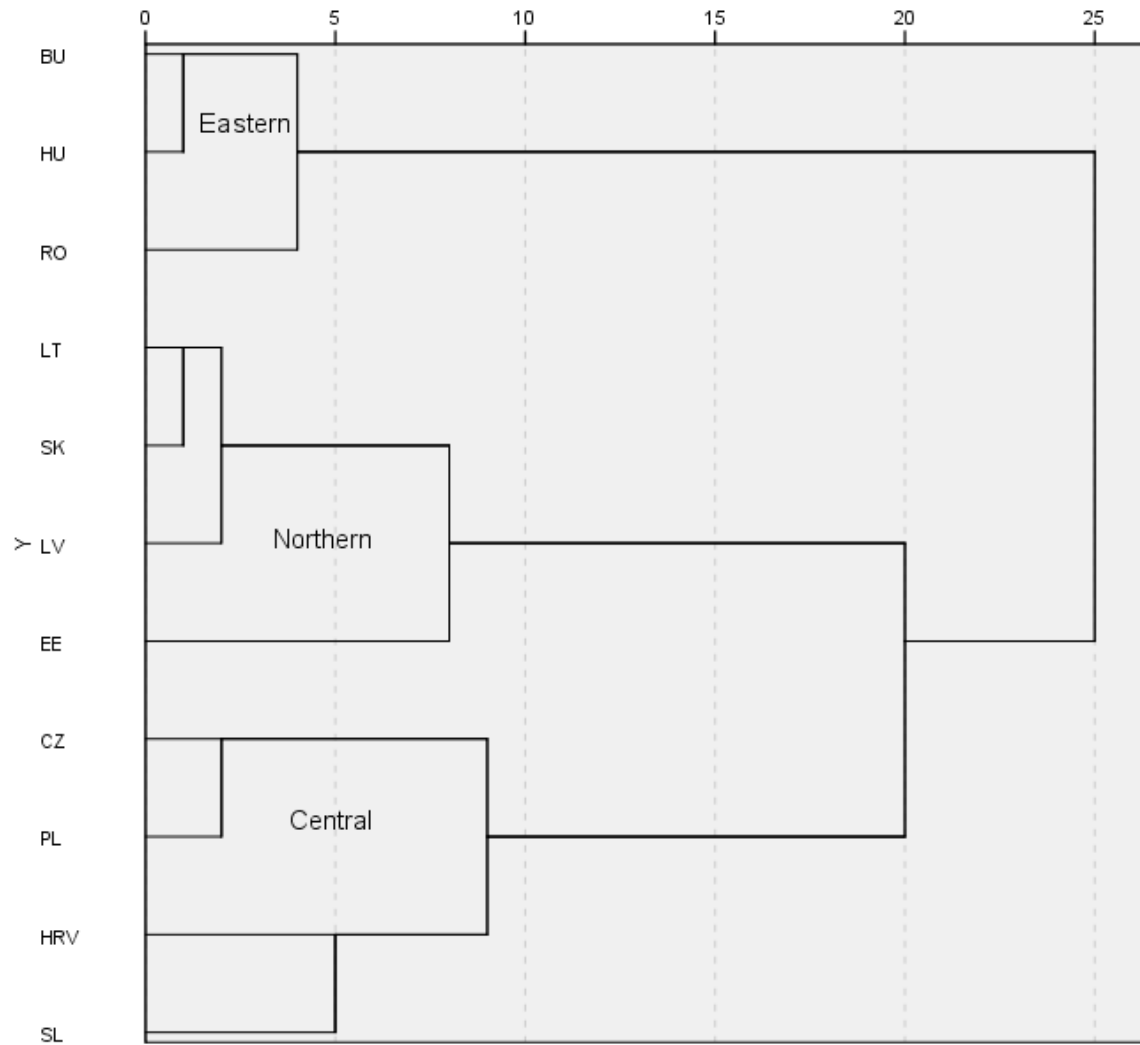 0 5 10 15 20 25
BU
Eastern
HU
RO
LT
SK
Northern
Y
LV
EE
CZ
Central
PL
HRV
SL